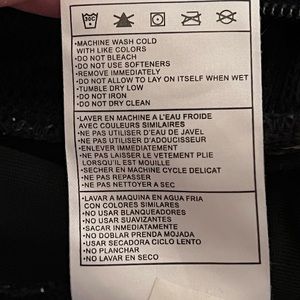 30C
•MACHINE WASH COLD
WITH LIKE COLORS
•DO NOT BLEACH
•DO NOT USE SOFTENERS
•REMOVE IMMEDIATELY
•DO NOT ALLOW TO LAY ON ITSELF WHEN WET
•TUMBLE DRY LOW
•DO NOT IRON
•DO NOT DRY CLEAN
•LAVER EN MACHINE A L'EAU FROIDE
AVEC COULEURS SIMILAIRES
•NE PAS UTILISER D'EAU DE JAVEL
•NE PAS UTILISER D'ADOUCISSEUR
•ENLEVER IMMEDIATEMENT
•NE PAS LAISSER LE VETEMENT PLIE
LORSQU'IL EST MOUILLE
•SECHER EN MACHINE CYCLE DELICAT
•NE PAS REPASSER
•NE PAS NETTOYER A SEC
•LAVAR A MAQUINA EN AGUA FRIA
CON COLORES SIMILARES
•NO USAR BLANQUEADORES
•NO USAR SUAVIZANTES
•SACAR INMEDIATAMENTE
•NO DOBLAR PRENDA MOJADA
•USAR SECADORA CICLO LENTO
•NO PLANCHAR
•NO LAVAR EN SECO